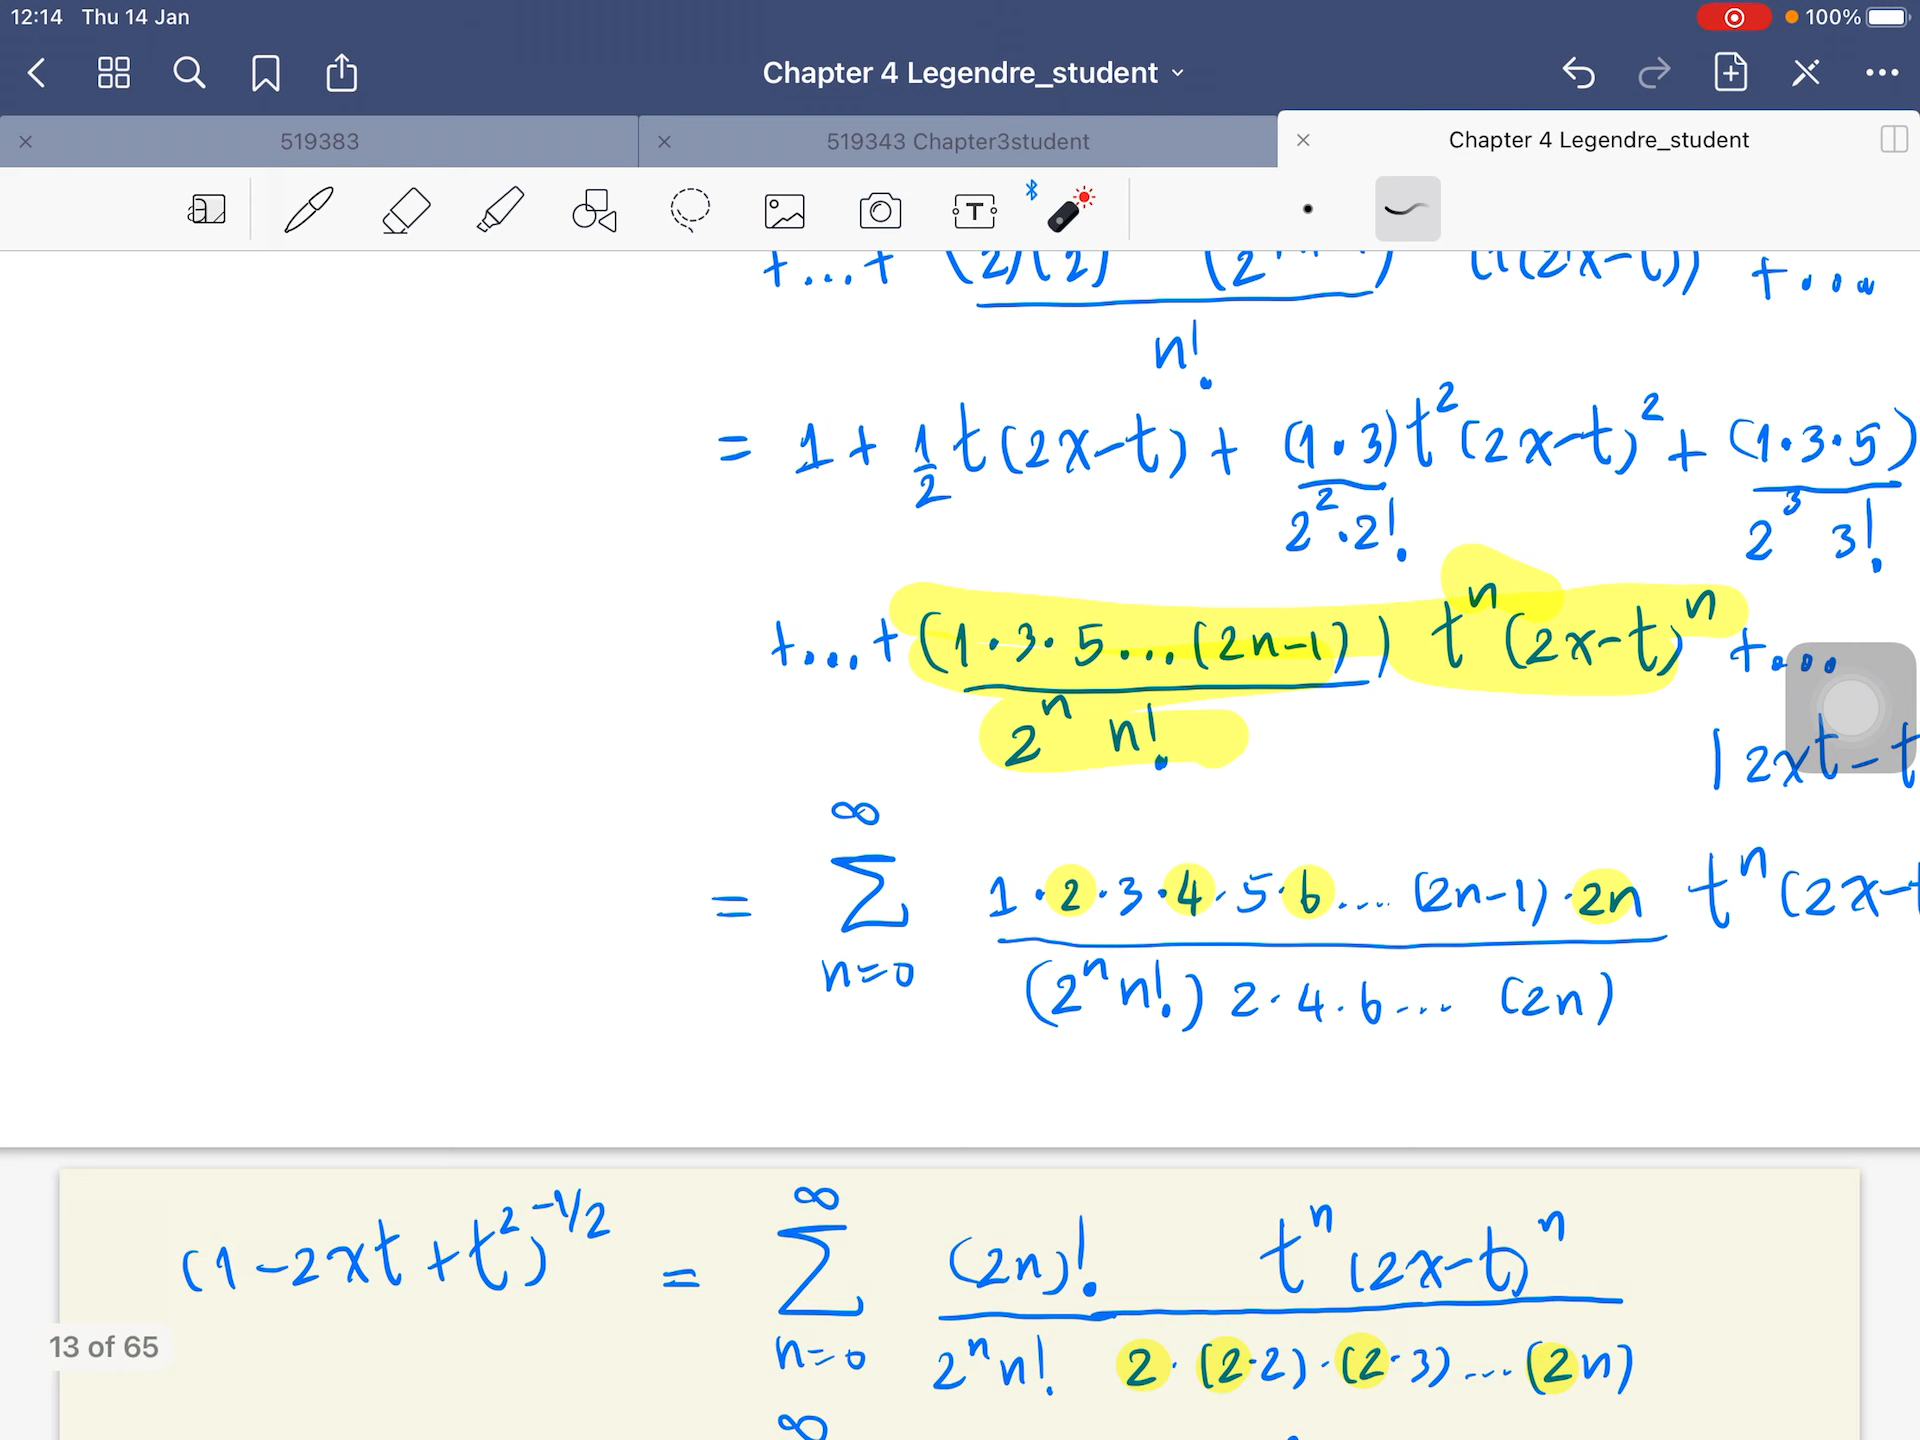 12:14 Thu 14 Jan 100%
Chapter 4 Legendre_student
519383 519343 Chapter3student Chapter 4 Legendre_student
+...+ n! +...
= 1 + 1/2 t(2x-t) + (1·3)/(2^2·2!) t^2 (2x-t)^2 + (1·3·5)/(2^3 3!)
+...+ (1·3·5...(2n-1))/(2^n n!) t^n (2x-t)^n +...
|2xt-t
= ∑_{n=0}^{∞} (1·2·3·4·5·6....(2n-1)·2n)/((2^n n!) 2·4·6...(2n)) t^n (2x-t
(1-2xt+t^2)^{-1/2} = ∑_{n=0}^{∞} (2n)!/(2^n n!) t^n (2x-t)^n/(2·(2·2)·(2·3)...(2n))
13 of 65
∞